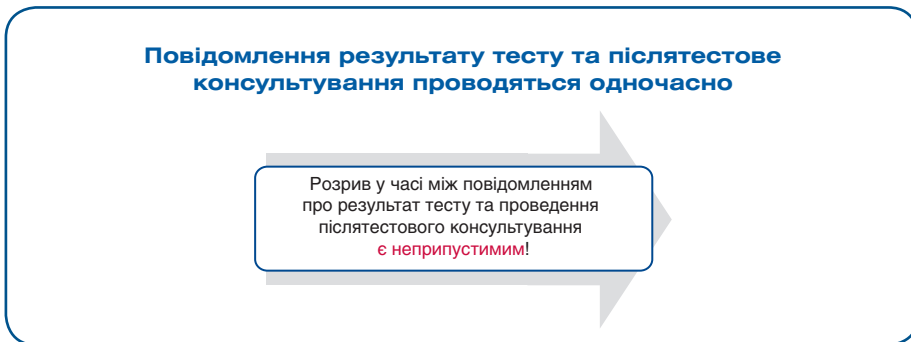 Повідомлення результату тесту та післятестове
консультування проводяться одночасно
Розрив у часі між повідомленням
про результат тесту та проведення
післятестового консультування
є неприпустимим!